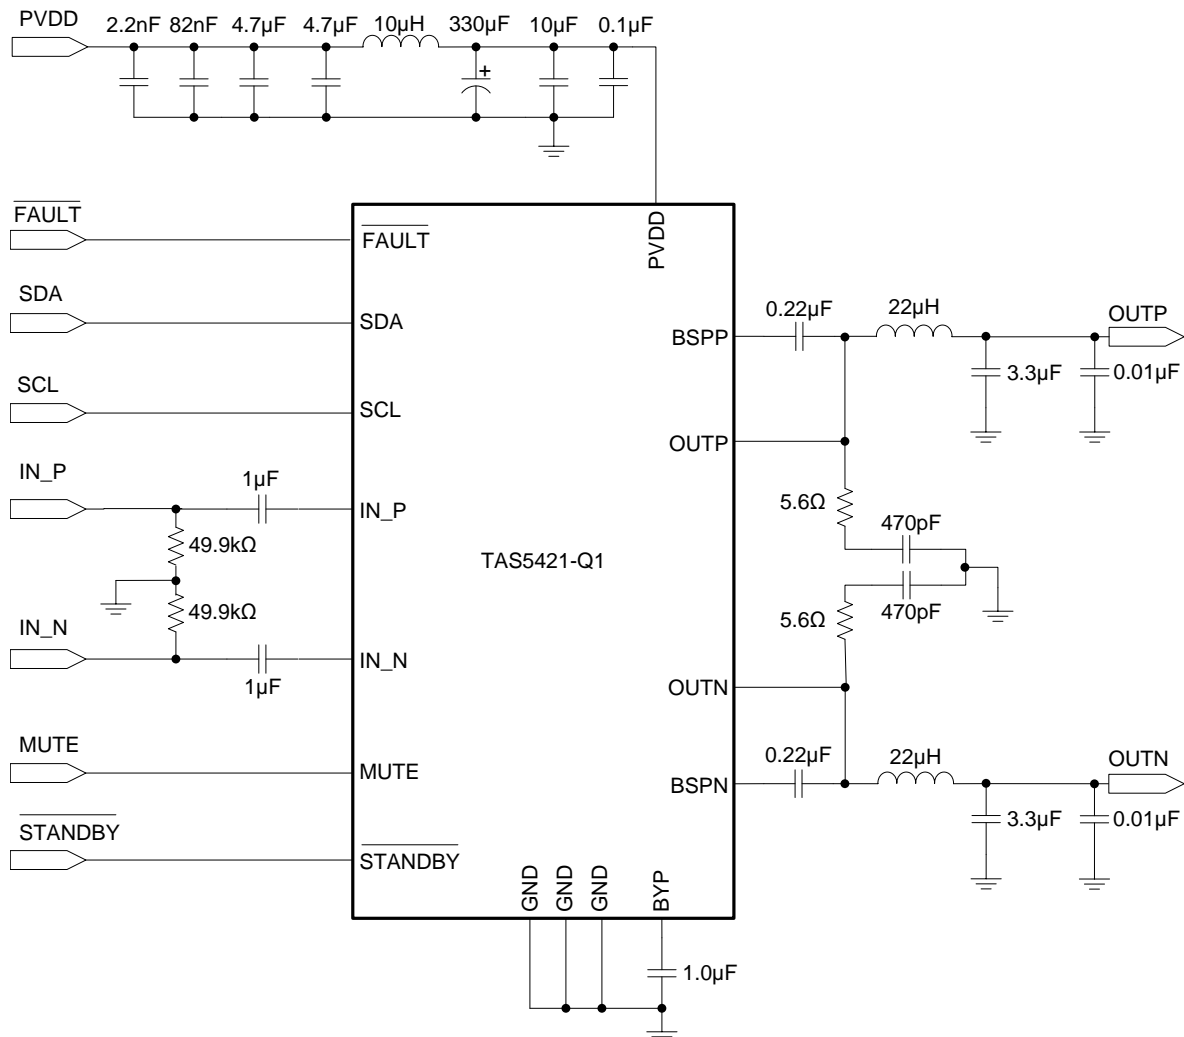 PVDD
2.2nF 82nF 4.7µF 4.7µF 10µH 330µF 10µF 0.1µF
+
FAULT
FAULT
PVDD
SDA
SDA
SCL
SCL
IN_P
1µF
IN_P
49.9kΩ
49.9kΩ
IN_N
1µF
IN_N
MUTE
MUTE
STANDBY
STANDBY
TAS5421-Q1
BSPP
0.22µF
22µH
OUTP
3.3µF
0.01µF
OUTP
5.6Ω
470pF
470pF
5.6Ω
OUTN
BSPN
0.22µF
22µH
OUTN
3.3µF
0.01µF
GND GND GND BYP
1.0µF